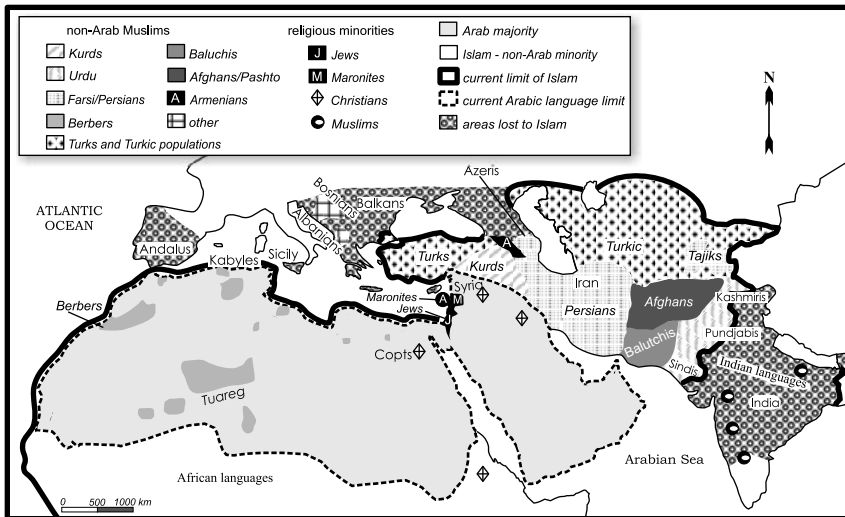 non-Arab Muslims
Kurds
Urdu
Farsi/Persians
Berbers
Turks and Turkic populations
Baluchis
Afghans/Pashto
A Armenians
other
religious minorities
J Jews
M Maronites
Christians
Muslims
Arab majority
Islam - non-Arab minority
current limit of Islam
current Arabic language limit
areas lost to Islam
N
Azeris
ATLANTIC
OCEAN
Bosnians
Balkans
Albanians
Andalus
Sicily
Kabyles
Turks
A
Turkic
Tajiks
Kurds
Iran
Syria
Berbers
Maronites
A M
Jews
J
Persians
Afghans
Kashmiris
Pundjabis
Balutchis
Sindis
Copts
Indian languages
India
Tuareg
Arabian Sea
African languages
0 500 1000 km